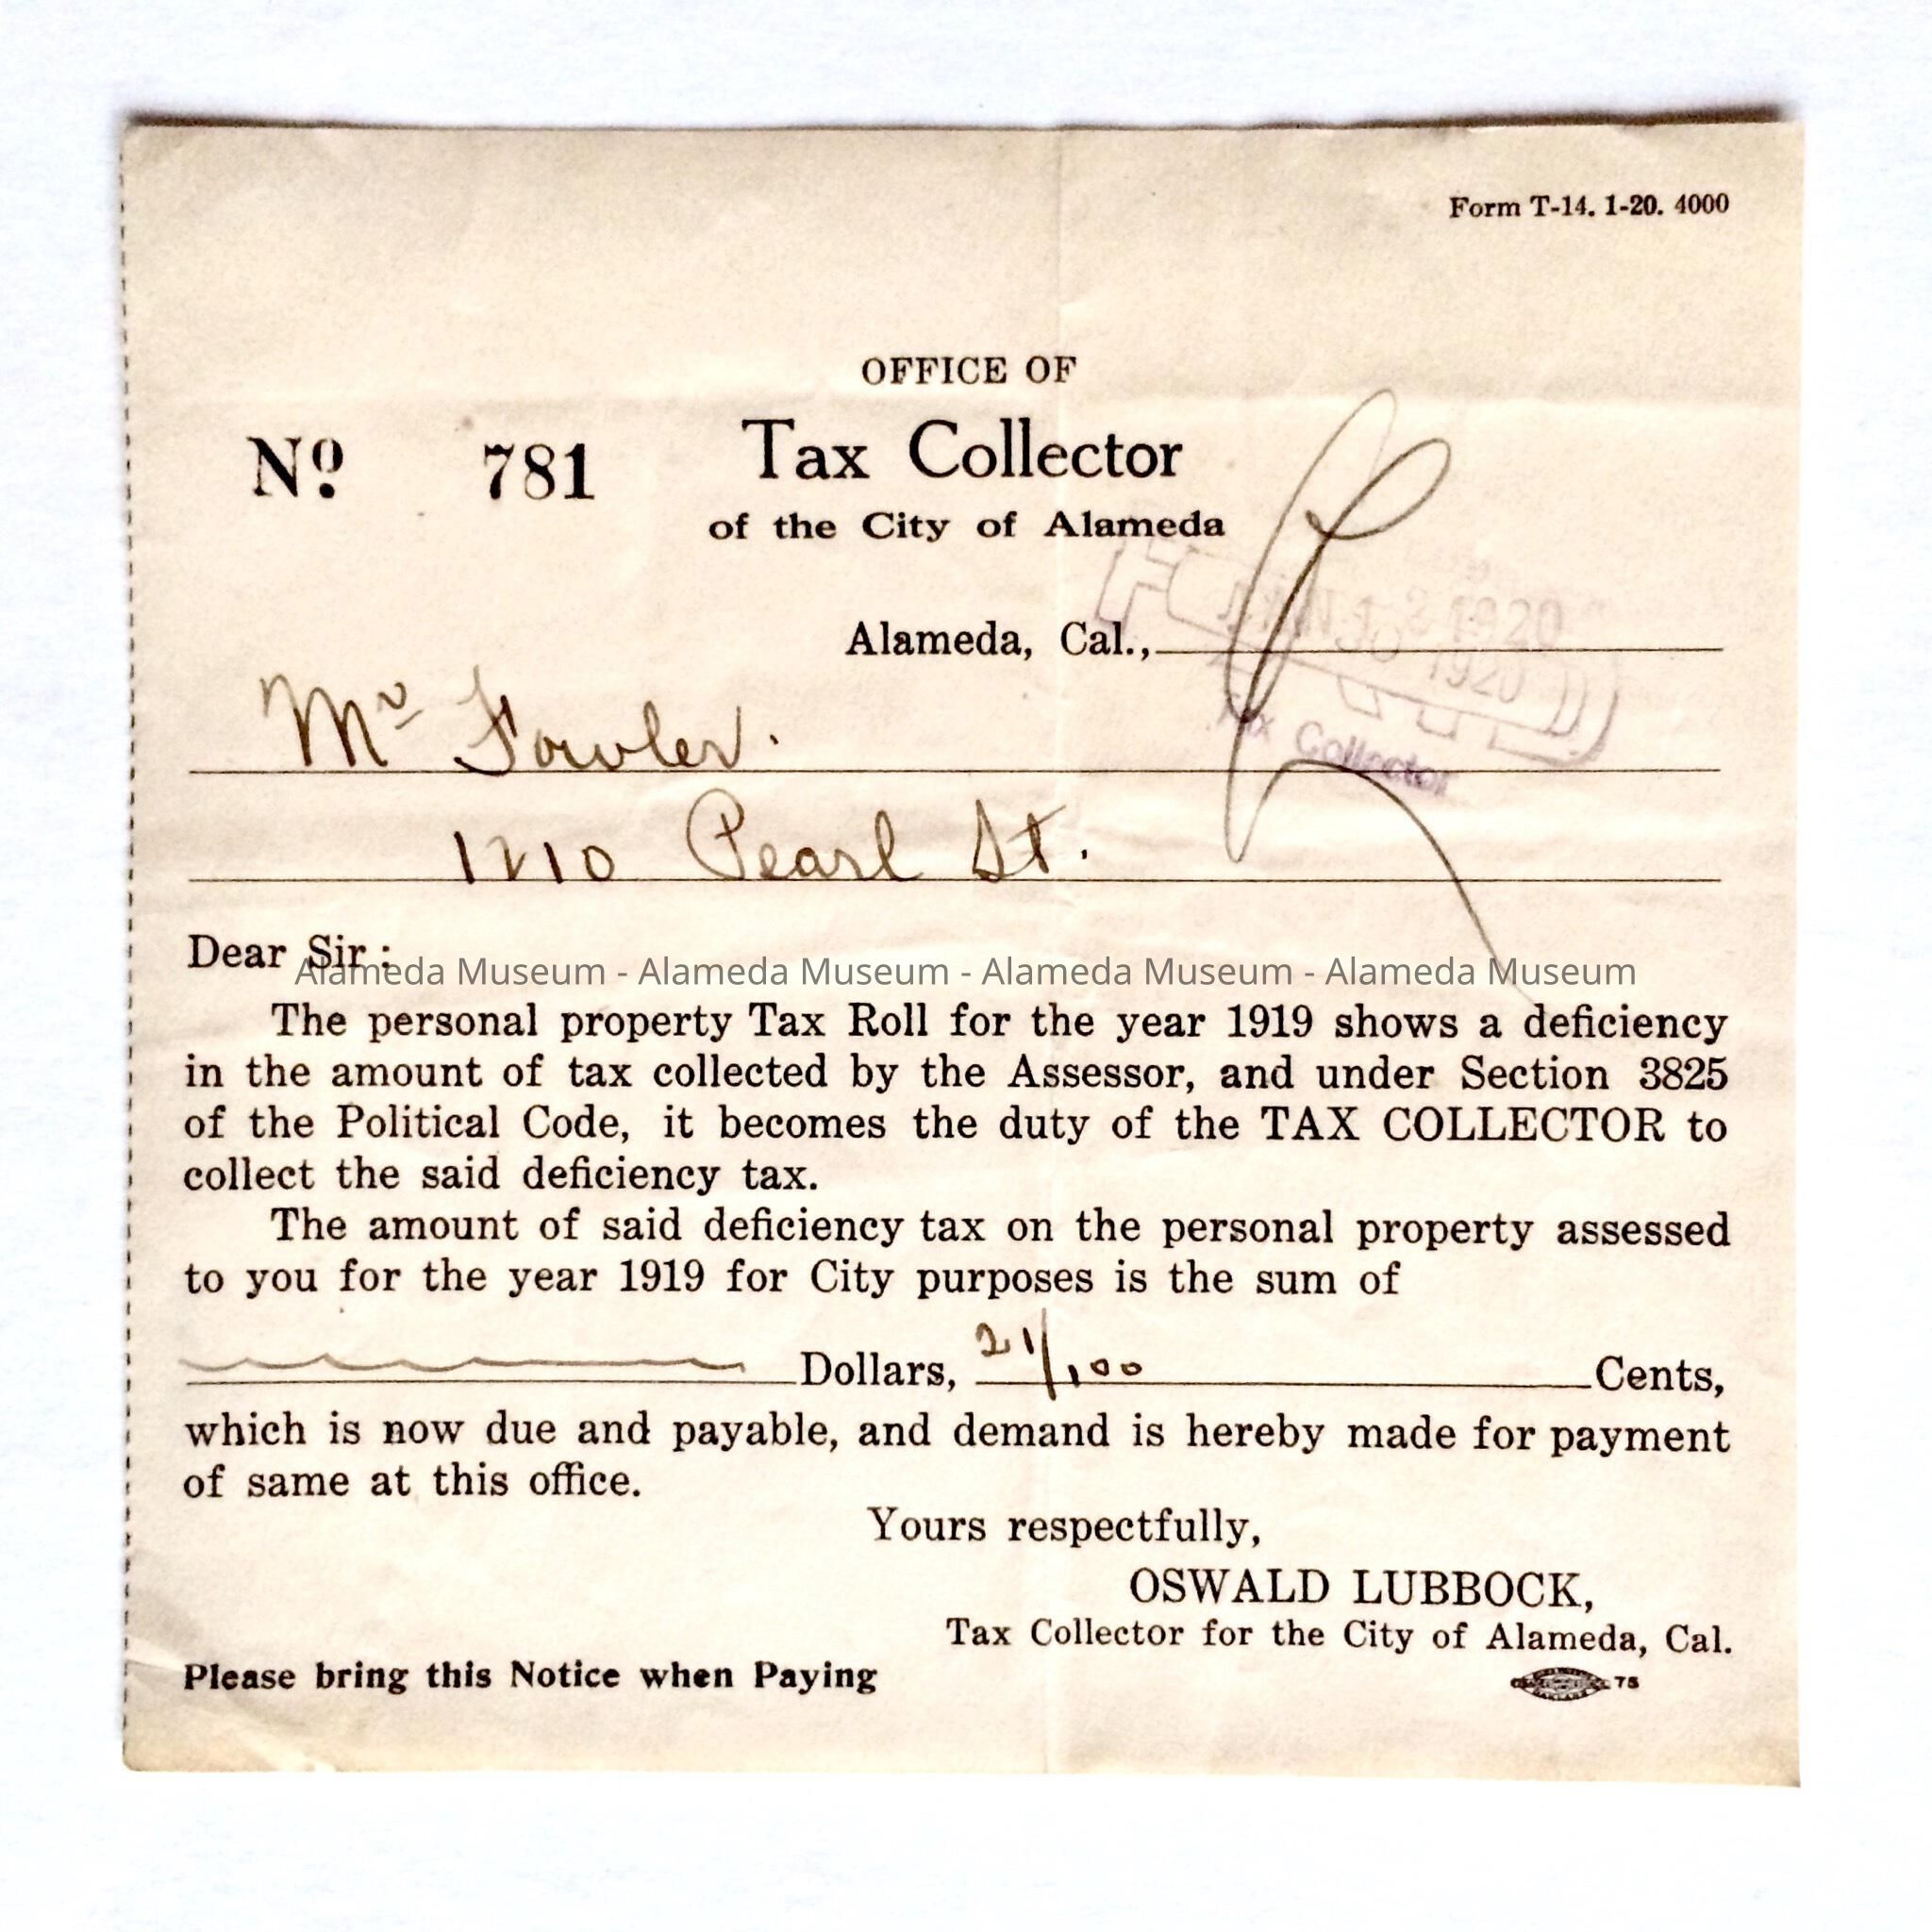 Form T-14. 1-20. 4000
OFFICE OF
Nº 781 Tax Collector
of the City of Alameda
1920
Alameda, Cal.,
1920
Tax Collector
Mr Fowler.
1210 Pearl St.
Dear Sir:
Alameda Museum - Alameda Museum - Alameda Museum - Alameda Museum
The personal property Tax Roll for the year 1919 shows a deficiency
in the amount of tax collected by the Assessor, and under Section 3825
of the Political Code, it becomes the duty of the TAX COLLECTOR to
collect the said deficiency tax.
The amount of said deficiency tax on the personal property assessed
to you for the year 1919 for City purposes is the sum of
Dollars, 21/100 Cents,
which is now due and payable, and demand is hereby made for payment
of same at this office.
Yours respectfully,
OSWALD LUBBOCK,
Tax Collector for the City of Alameda, Cal.
Please bring this Notice when Paying
75